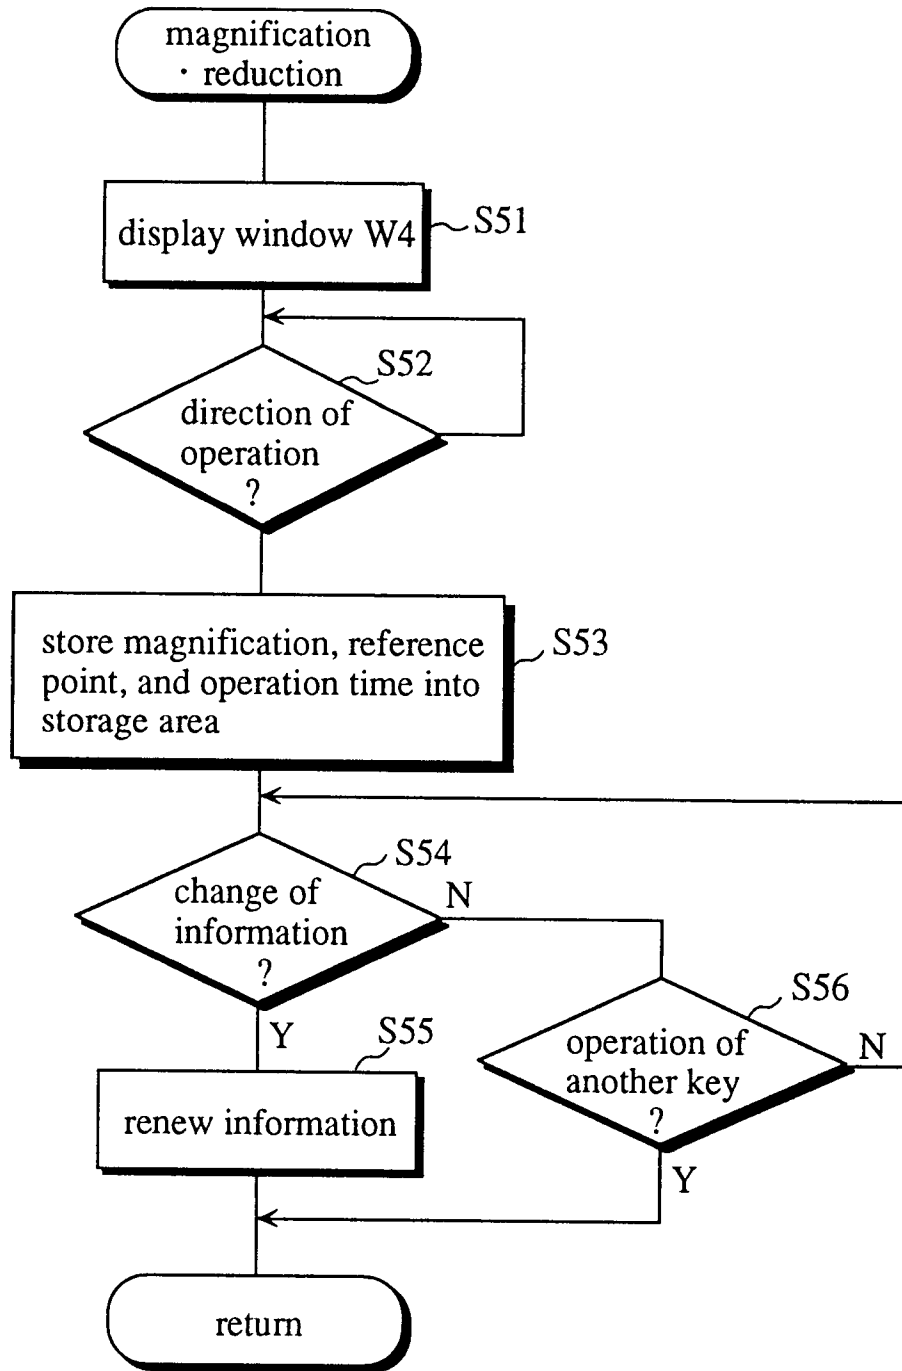 magnification
· reduction
display window W4
S51
S52
direction of
operation
?
store magnification, reference
point, and operation time into
storage area
S53
S54
change of
information
?
N
Y
S56
operation of
another key
?
N
Y
S55
renew information
return